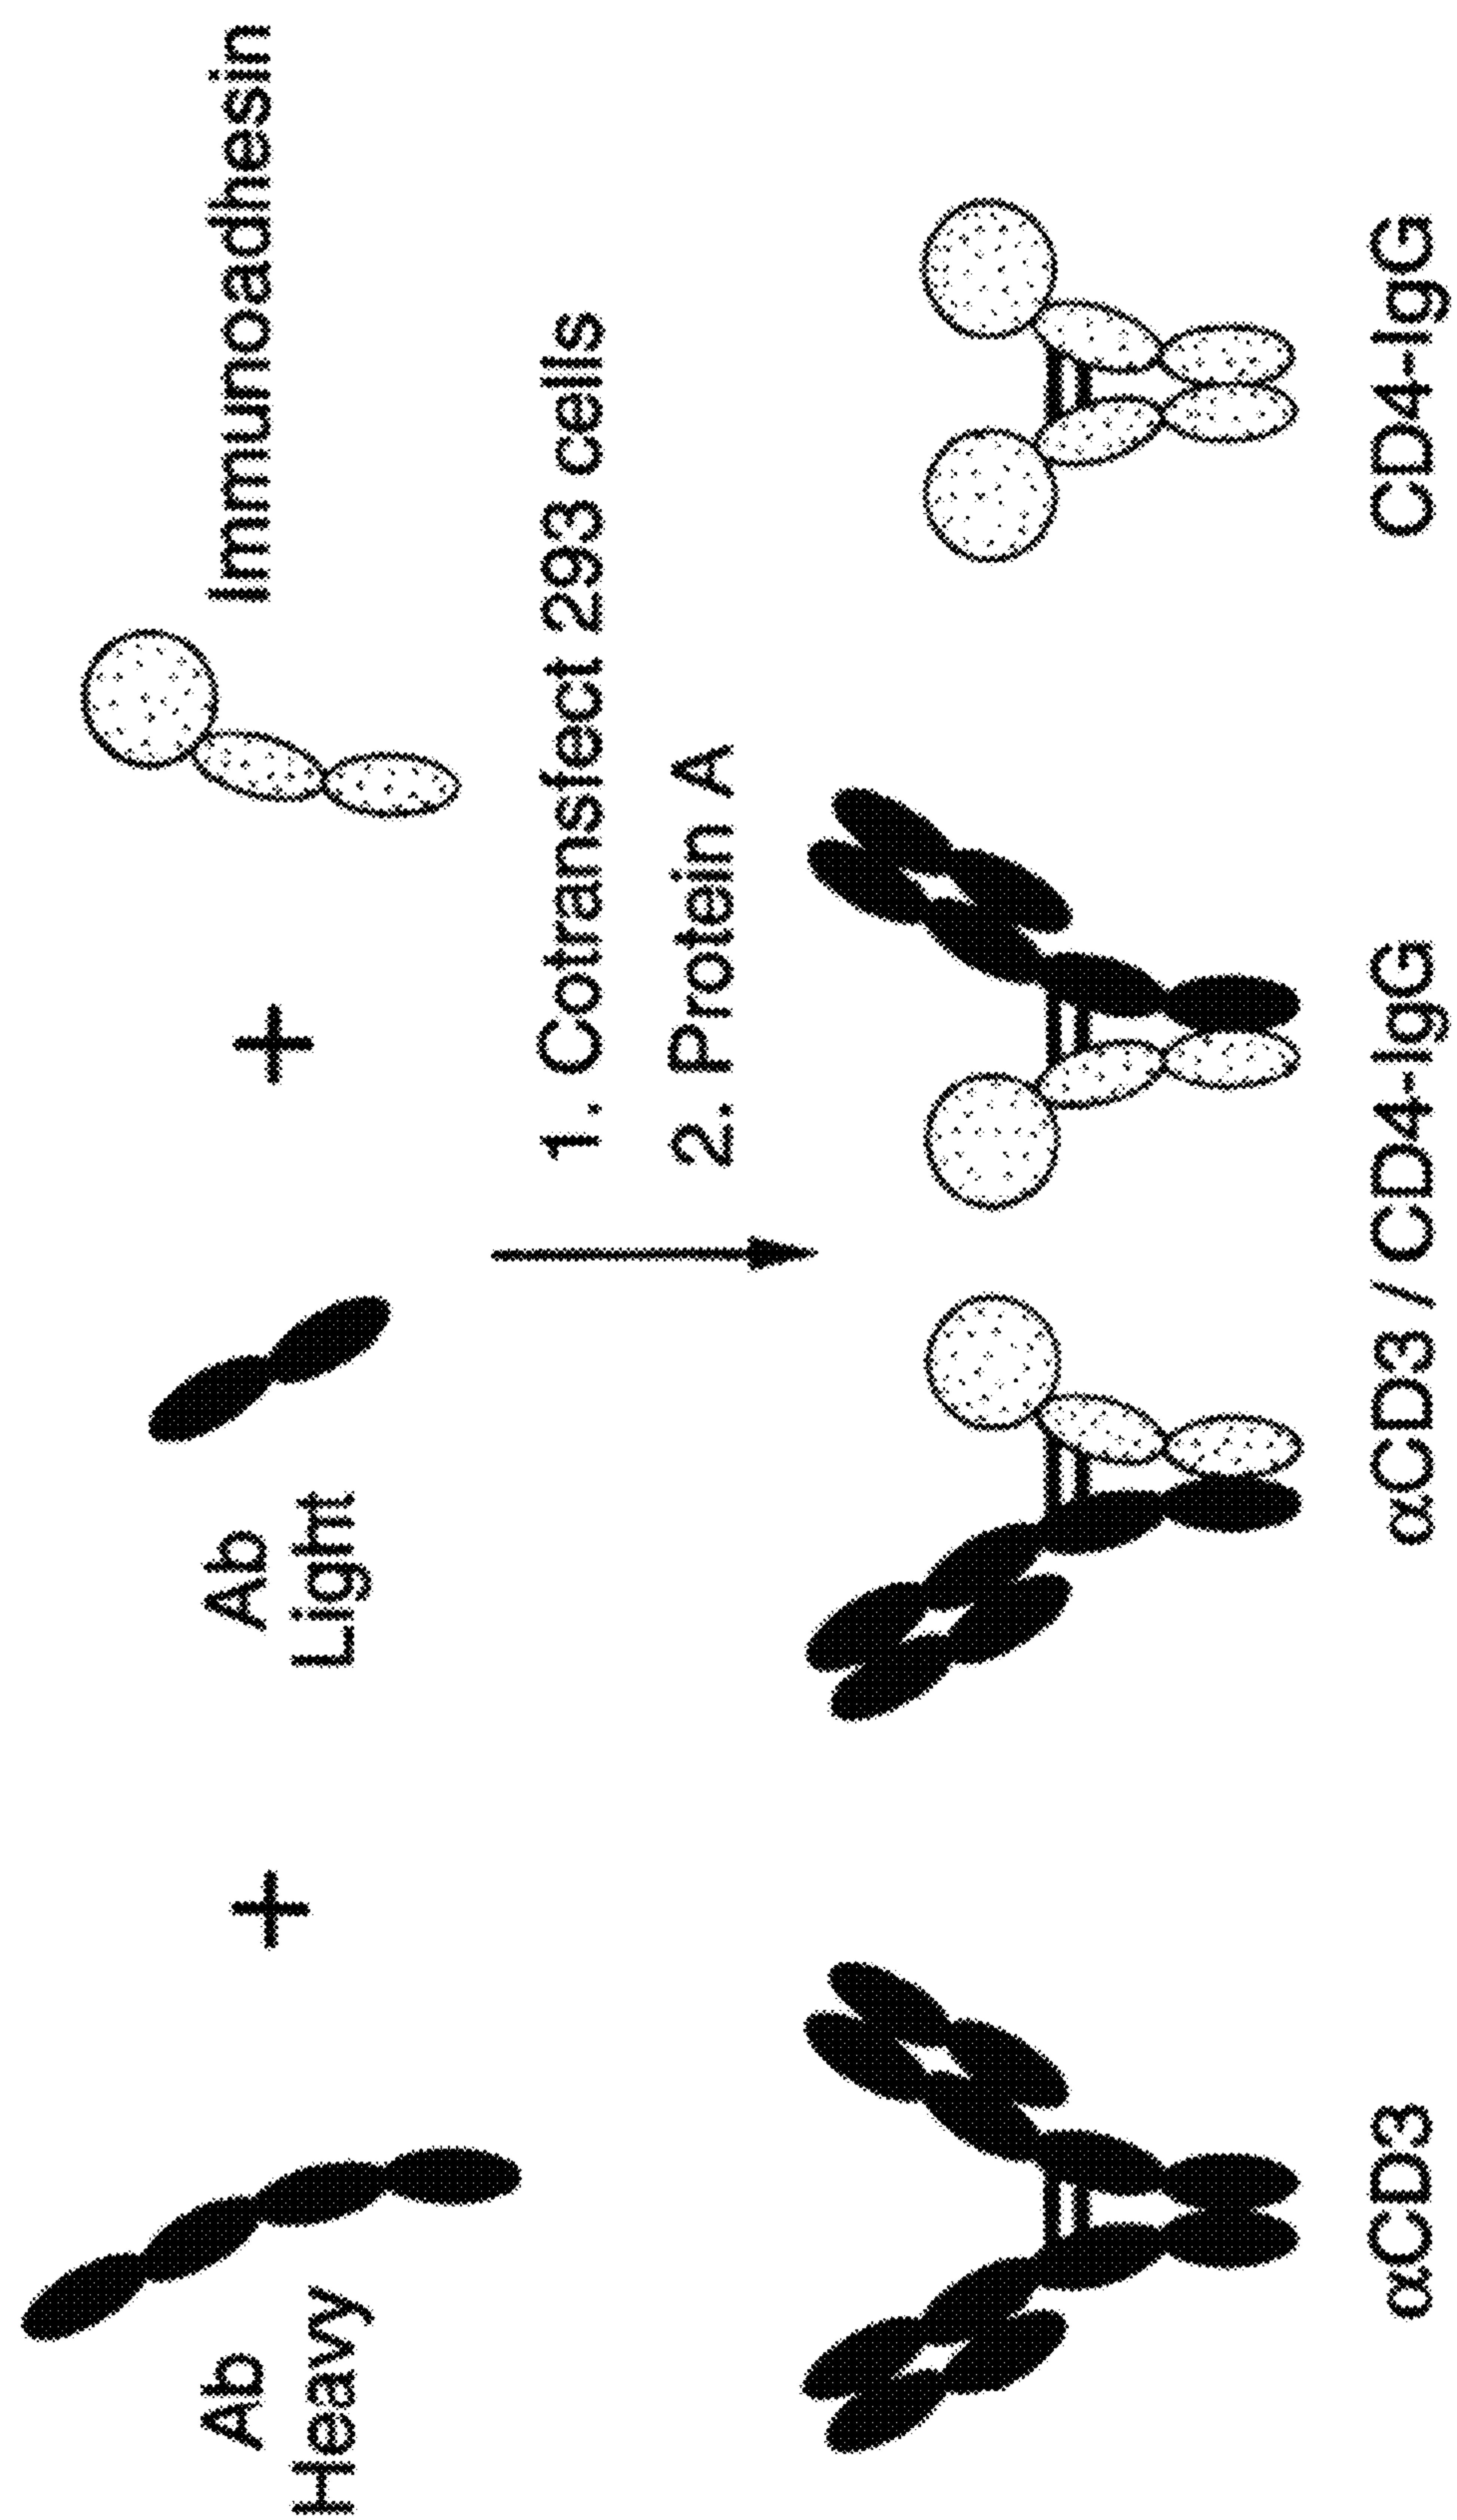 Ab
Heavy
+
Ab
Light
+
Immunoadhesin
1. Cotransfect 293 cells
2. Protein A
αCD3
αCD3 / CD4-IgG
CD4-IgG